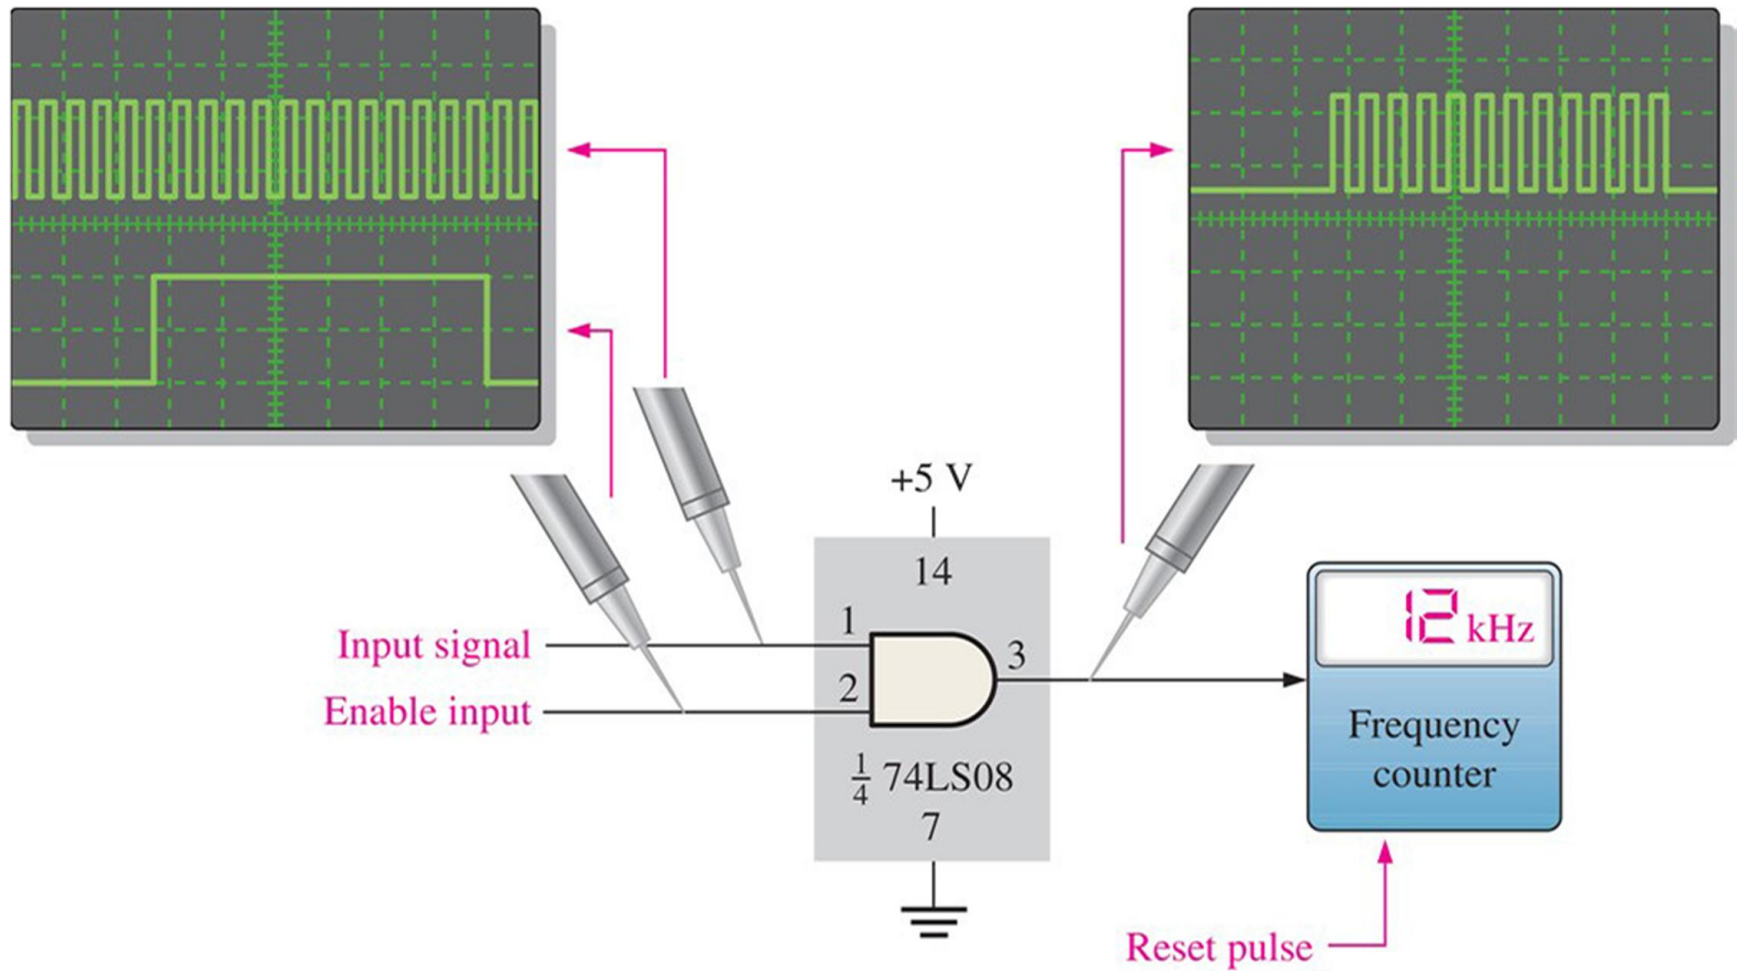 +5 V
14
1
Input signal
2
Enable input
3
1/4 74LS08
7
12 kHz
Frequency
counter
Reset pulse